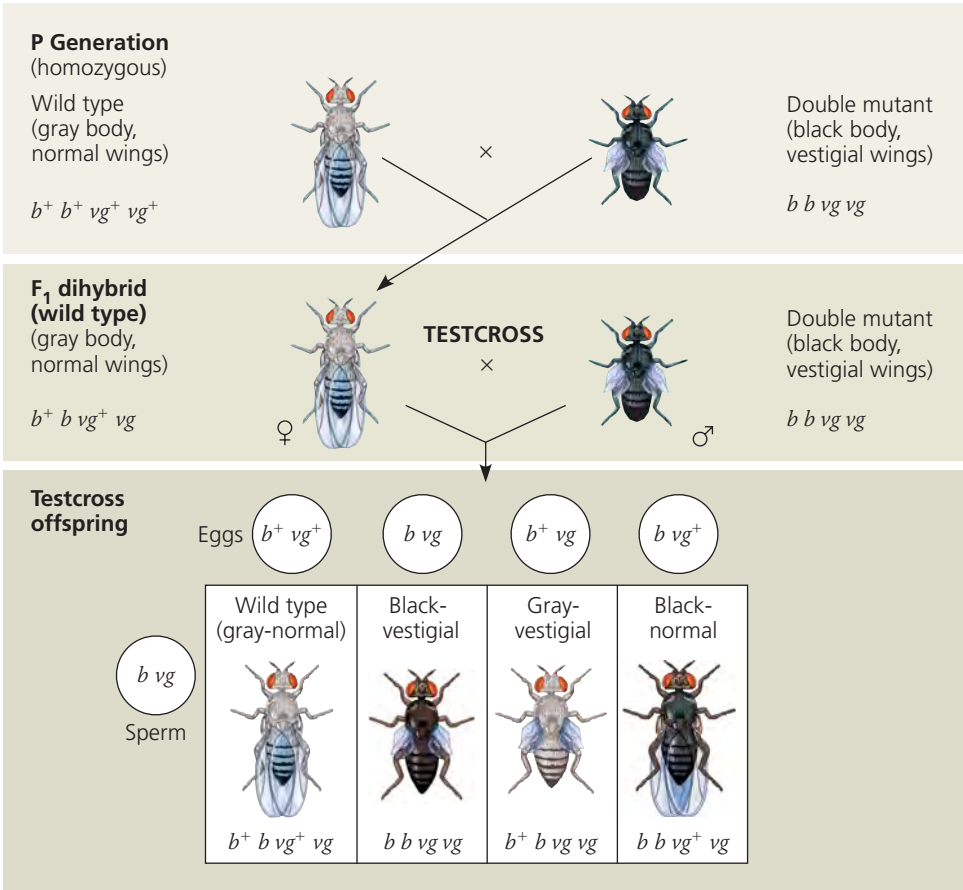 P Generation
(homozygous)
Wild type
(gray body,
normal wings)
b⁺ b⁺ vg⁺ vg⁺
×
Double mutant
(black body,
vestigial wings)
b b vg vg
F₁ dihybrid
(wild type)
(gray body,
normal wings)
b⁺ b vg⁺ vg
♀
TESTCROSS
×
♂
Double mutant
(black body,
vestigial wings)
b b vg vg
Testcross
offspring
Eggs
b⁺ vg⁺
b vg
b⁺ vg
b vg⁺
b vg
Sperm
Wild type
(gray-normal)
Black-
vestigial
Gray-
vestigial
Black-
normal
b⁺ b vg⁺ vg
b b vg vg
b⁺ b vg vg
b b vg⁺ vg